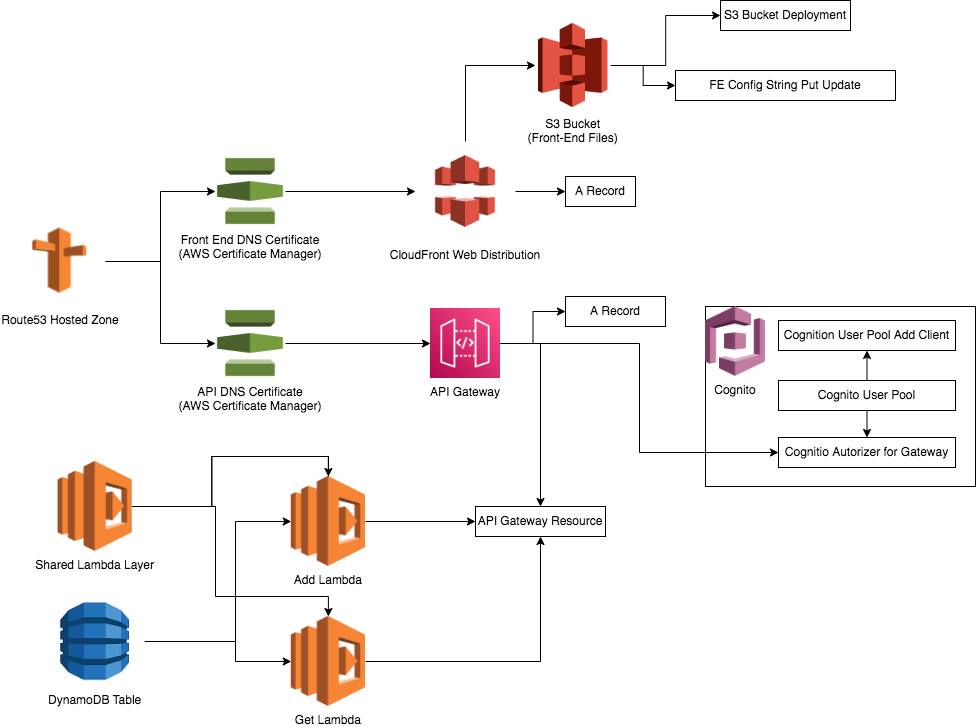 S3 Bucket Deployment
FE Config String Put Update
S3 Bucket
(Front-End Files)
A Record
Front End DNS Certificate
(AWS Certificate Manager)
CloudFront Web Distribution
Route53 Hosted Zone
A Record
API DNS Certificate
(AWS Certificate Manager)
API Gateway
Cognito
Cognition User Pool Add Client
Cognito User Pool
Cognitio Autorizer for Gateway
Shared Lambda Layer
Add Lambda
API Gateway Resource
DynamoDB Table
Get Lambda